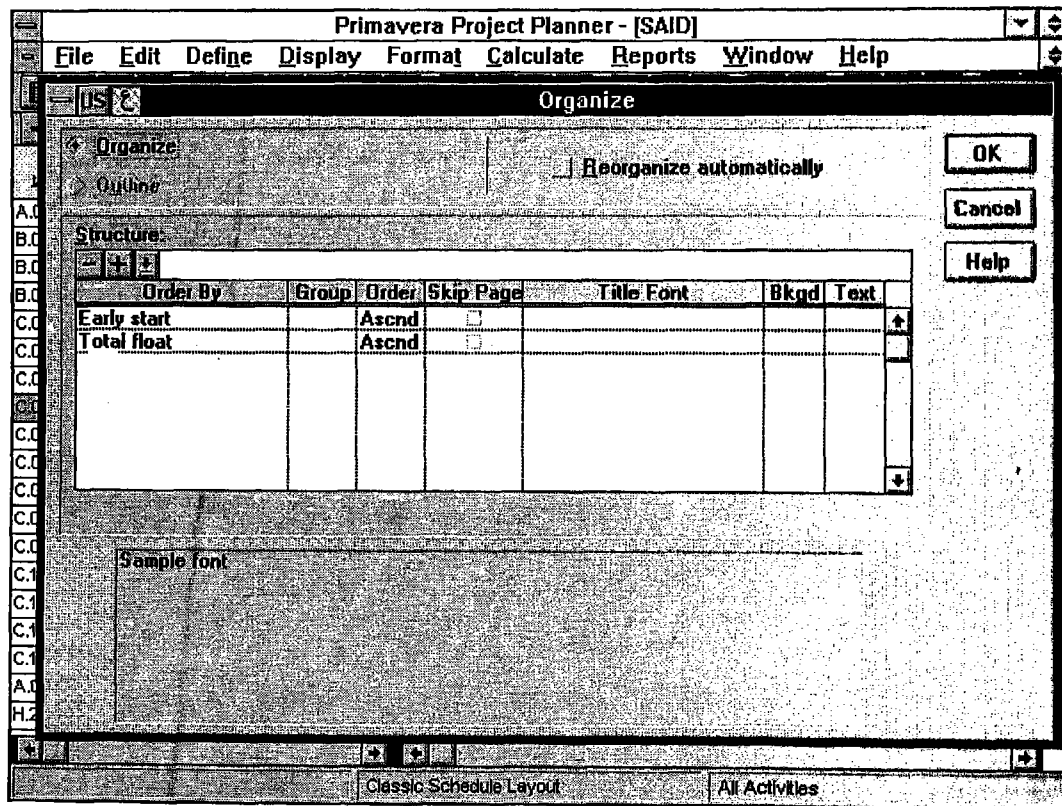 Primavera Project Planner - [SAID]
File Edit Define Display Format Calculate Reports Window Help
US Organize
Organize
Outline
Reorganize automatically
OK
Cancel
Help
Structure:
Order By Group Order Skip Page Title Font Bkgd Text
Early start Ascnd
Total float Ascnd
Sample font
Classic Schedule Layout All Activities